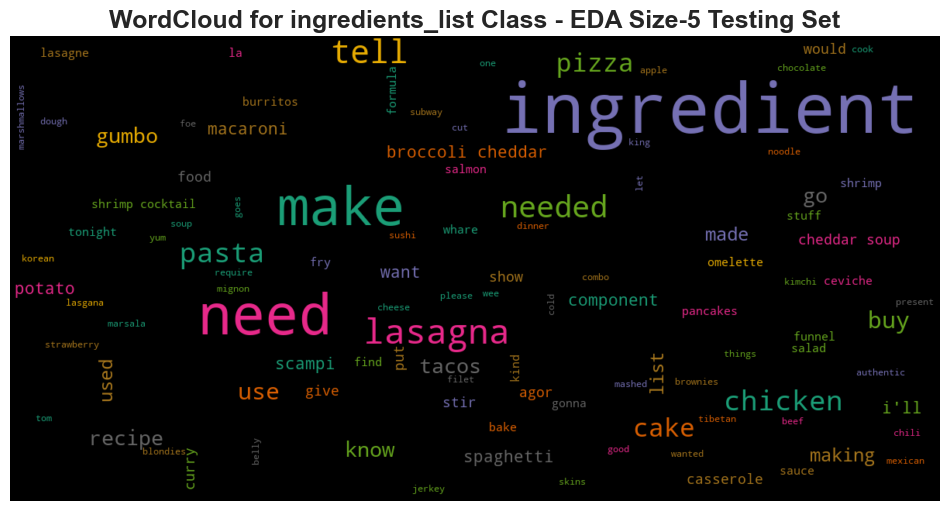 WordCloud for ingredients_list Class - EDA Size-5 Testing Set
lasagne
la
tell
one
pizza
apple
would
cook
chocolate
marshmallows
formula
burritos
subway
ingredient
dough
gumbo
foe
macaroni
cut
king
broccoli cheddar
noodle
salmon
food
let
shrimp
make
needed
go
shrimp cocktail
goes
stuff
tonight
soup
yum
sushi
whare
dinner
made
cheddar soup
pasta
korean
require
fry
want
show
combo
omelette
kimchi
ceviche
potato
mignon
lasgana
need
cheese
please
wee
cold
component
pancakes
present
marsala
lasagna
buy
strawberry
funnel
salad
scampi
find
put
tacos
kind
list
things
used
filet
mashed
brownies
authentic
use
give
agor
stir
gonna
chicken
i'll
tom
bake
cake
tibetan
beef
recipe
chili
blondies
belly
know
spaghetti
good
wanted
making
mexican
curry
sauce
casserole
jerkey
skins